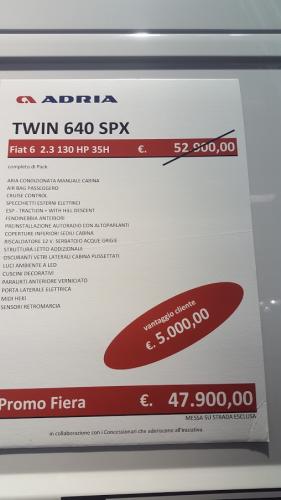 ADRIA
TWIN 640 SPX
Fiat 6 2.3 130 HP 35H €. 52.900,00
completo di Pack
ARIA CONDIZIONATA MANUALE CABINA
AIR BAG PASSEGGERO
CRUISE CONTROL
SPECCHIETTI ESTERNI ELETTRICI
ESP - TRACTION + WITH HILL DESCENT
FENDINEBBIA ANTERIORI
PREINSTALLAZIONE AUTORADIO CON ALTOPARLANTI
COPERTURE INFERIORI SEDILI CABINA
RISCALDATORE 12 V. SERBATOIO ACQUE GRIGIE
STRUTTURA LETTO ADDIZIONALE
OSCURANTI VETRI LATERALI CABINA PLISSETTATI
LUCI AMBIENTE A LED
CUSCINI DECORATIVI
PARAURTI ANTERIORE VERNICIATO
PORTA LATERALE ELETTRICA
MIDI HEKI
SENSORI RETROMARCIA
vantaggio cliente
€. 5.000,00
Promo Fiera €. 47.900,00
MESSA SU STRADA ESCLUSA
in collaborazione con i Concessionari che aderiscono all'iniziativa